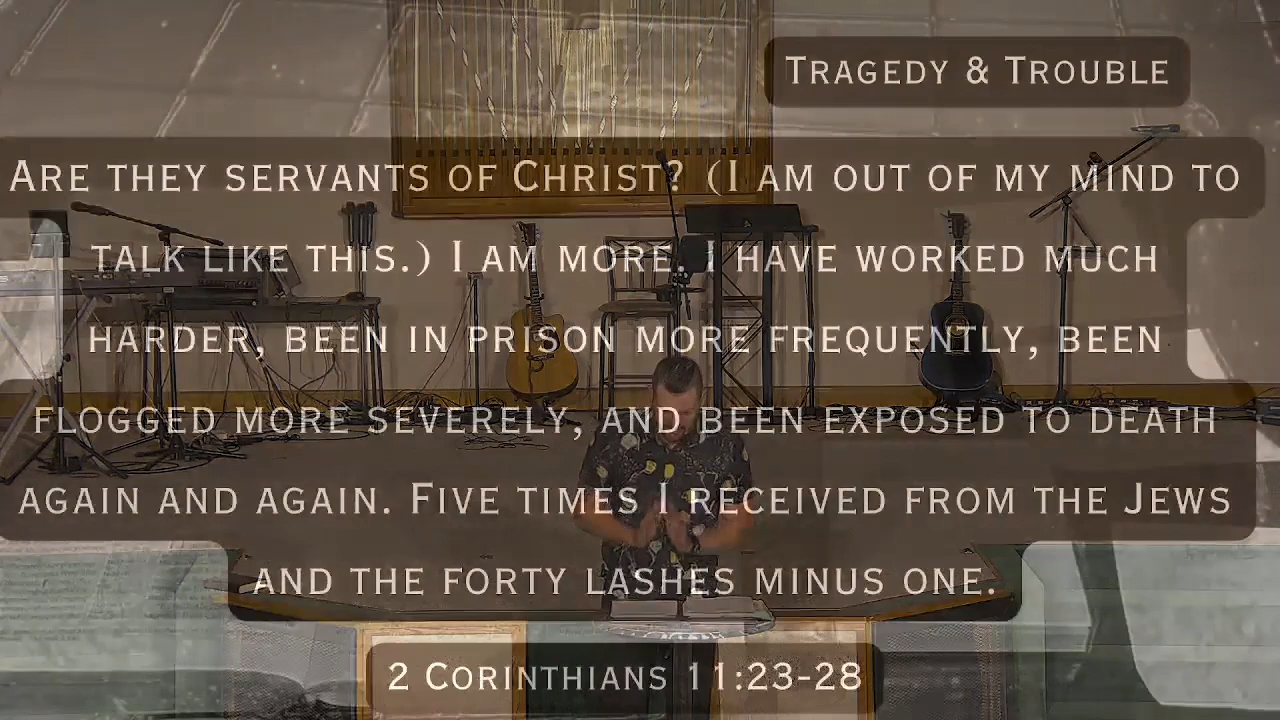 Tragedy & Trouble
Are they servants of Christ? (I am out of my mind to
talk like this.) I am more. I have worked much
harder, been in prison more frequently, been
flogged more severely, and been exposed to death
again and again. Five times I received from the Jews
and the forty lashes minus one.
2 Corinthians 11:23-28